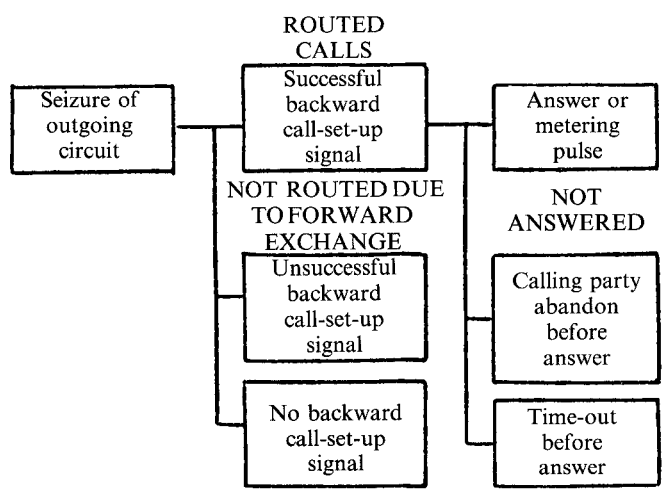 ROUTED
CALLS
Seizure of
outgoing
circuit
Successful
backward
call-set-up
signal
Answer or
metering
pulse
NOT ROUTED DUE
TO FORWARD
EXCHANGE
NOT
ANSWERED
Unsuccessful
backward
call-set-up
signal
Calling party
abandon
before
answer
No backward
call-set-up
signal
Time-out
before
answer